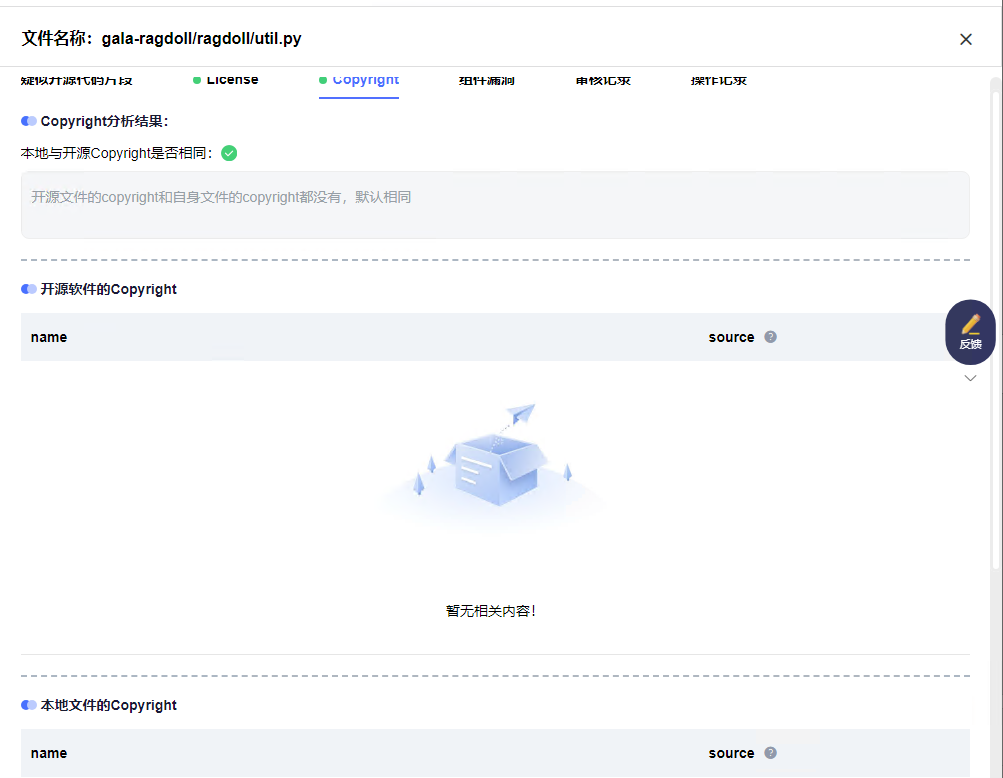 文件名称：gala-ragdoll/ragdoll/util.py
疑似开源代码片段 License Copyright 组件漏洞 审核记录 操作记录
Copyright分析结果：
本地与开源Copyright是否相同：
开源文件的copyright和自身文件的copyright都没有，默认相同
开源软件的Copyright
name source ?
反馈
暂无相关内容！
本地文件的Copyright
name source ?